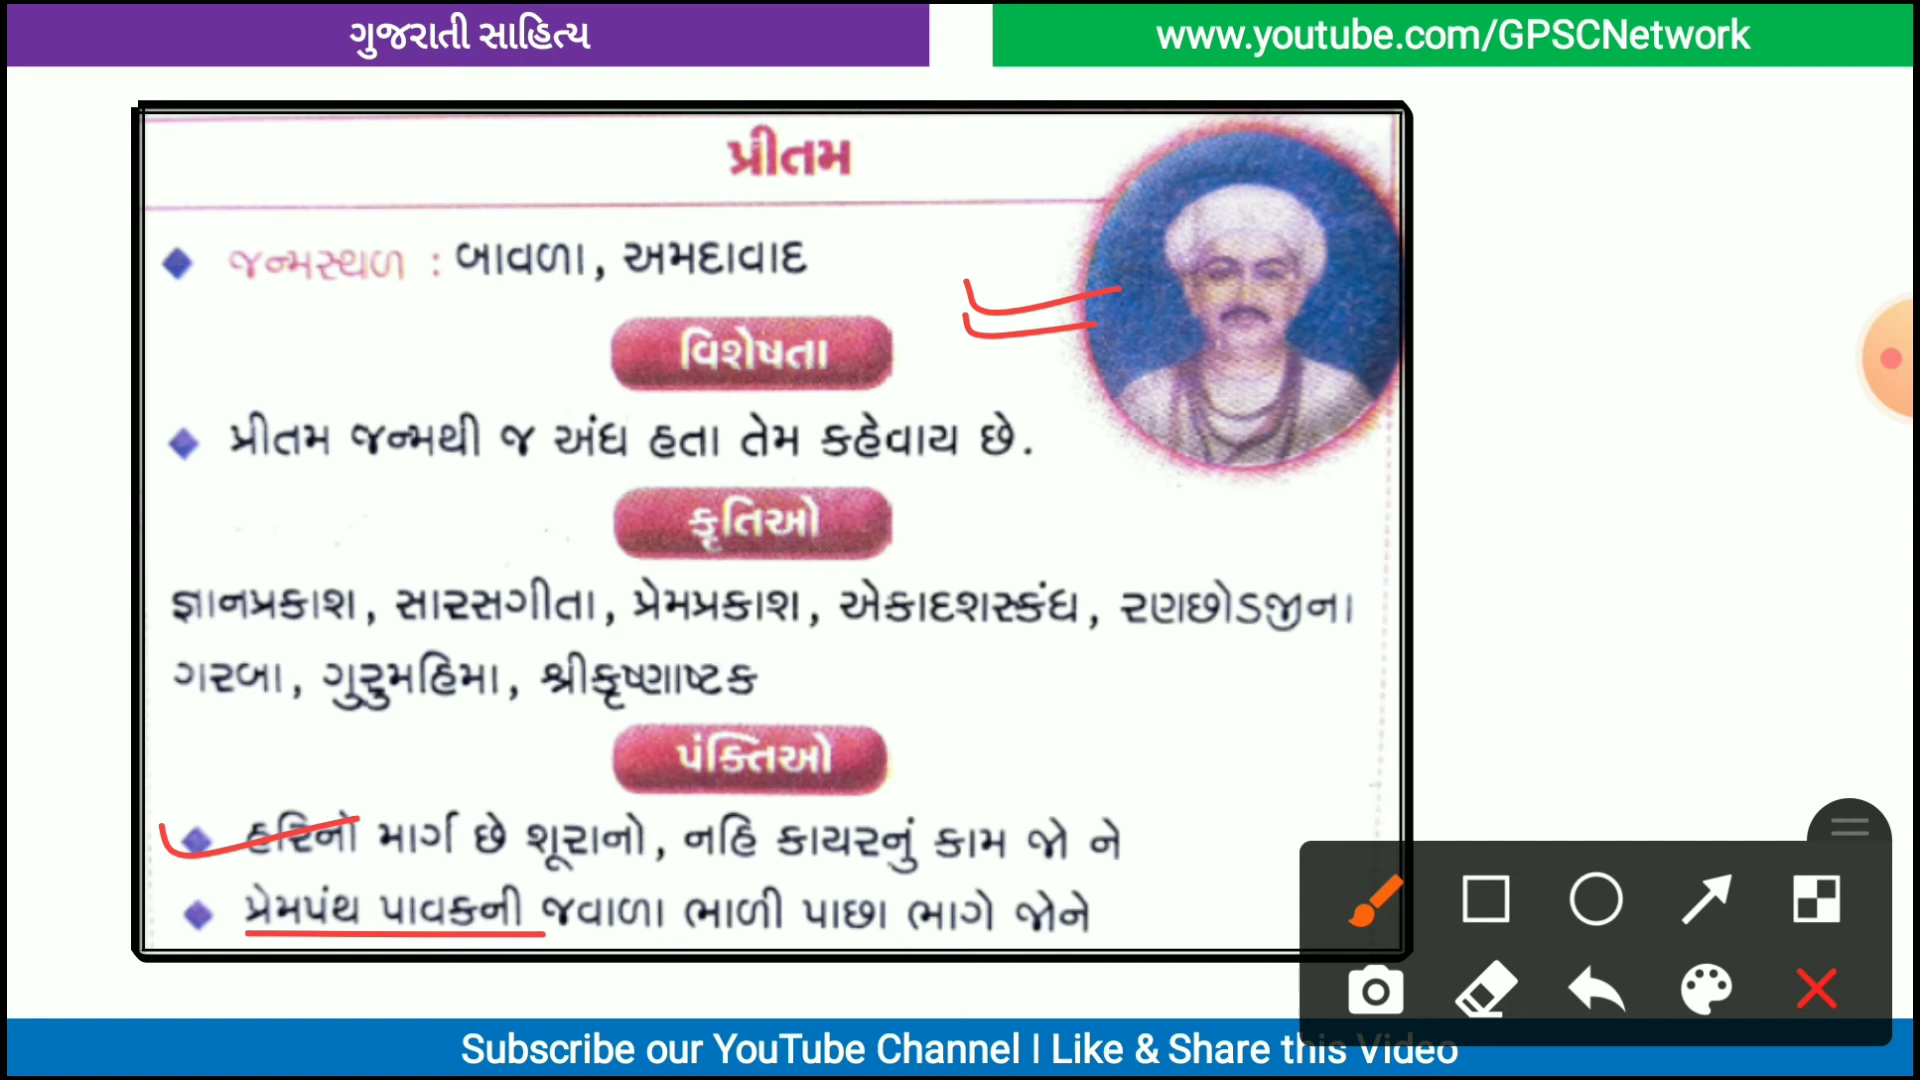 ગુજરાતી સાહિત્ય
www.youtube.com/GPSCNetwork
પ્રીતમ
જન્મસ્થળ : બાવળા, અમદાવાદ
વિશેષતા
પ્રીતમ જન્મથી જ અંધ હતા તેમ કહેવાય છે.
કૃતિઓ
જ્ઞાનપ્રકાશ, સારસગીતા, પ્રેમપ્રકાશ, એકાદશસ્કંધ, રણછોડજીના
ગરબા, ગુરુમહિમા, શ્રીકૃષ્ણાષ્ટક
પંક્તિઓ
હરિનો માર્ગ છે શૂરાનો, નહિ કાયરનું કામ જો ને
પ્રેમપંથ પાવકની જવાળા ભાળી પાછા ભાગે જોને
Subscribe our YouTube Channel | Like & Share this Video